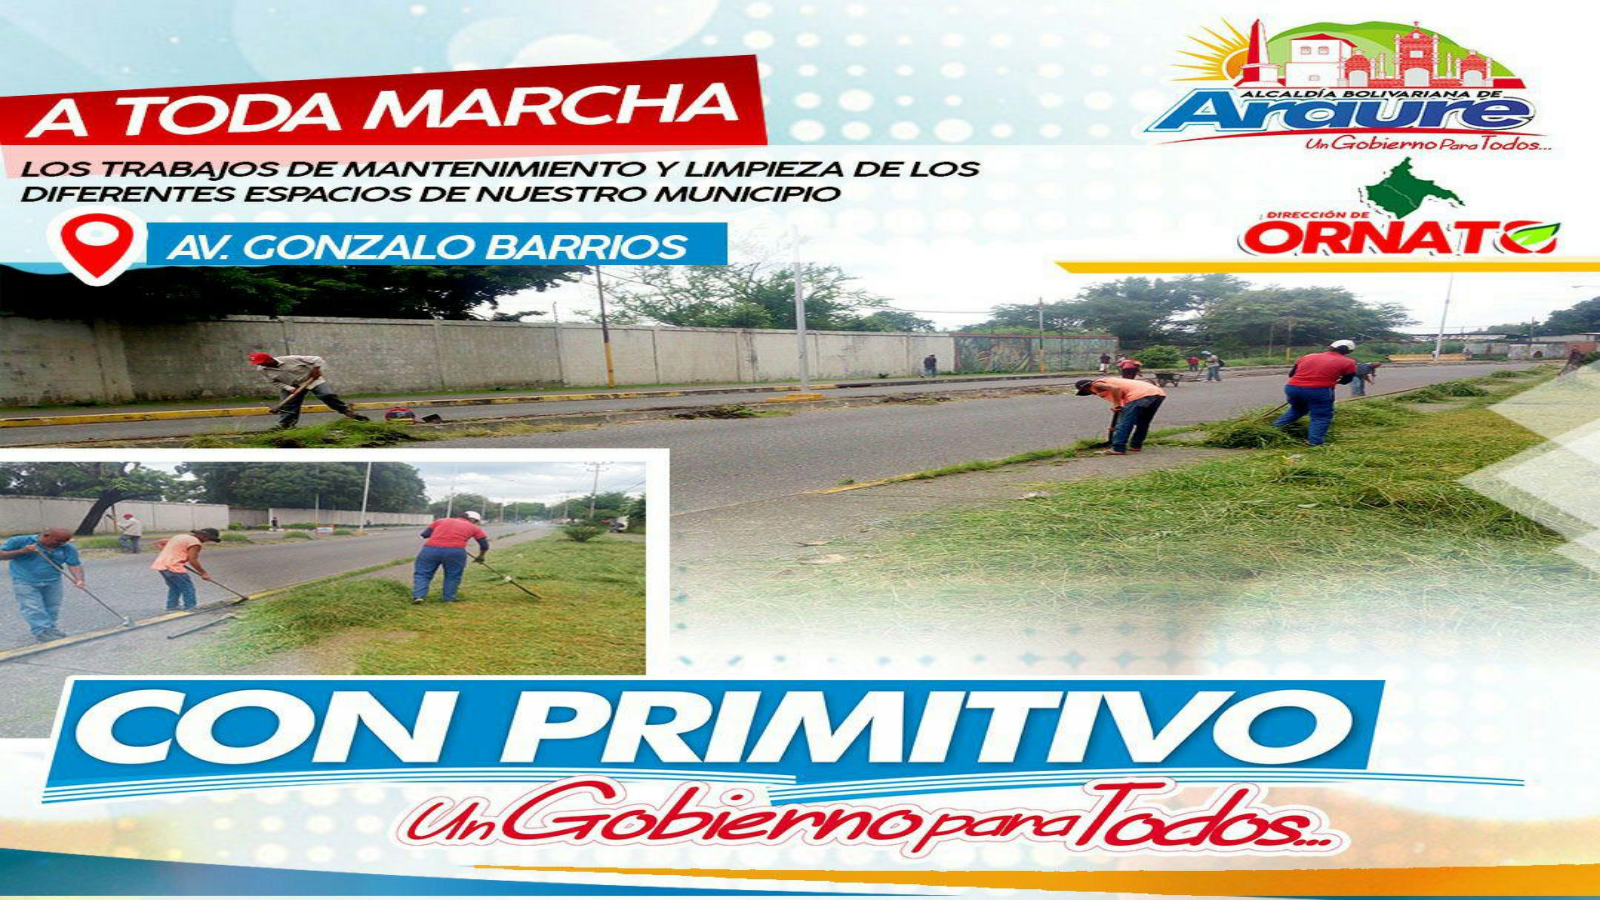 A TODA MARCHA
LOS TRABAJOS DE MANTENIMIENTO Y LIMPIEZA DE LOS
DIFERENTES ESPACIOS DE NUESTRO MUNICIPIO
AV. GONZALO BARRIOS
ALCALDÍA BOLIVARIANA DE
Araure
Un Gobierno Para Todos...
DIRECCIÓN DE
ORNATO
CON PRIMITIVO
Un Gobierno para Todos...